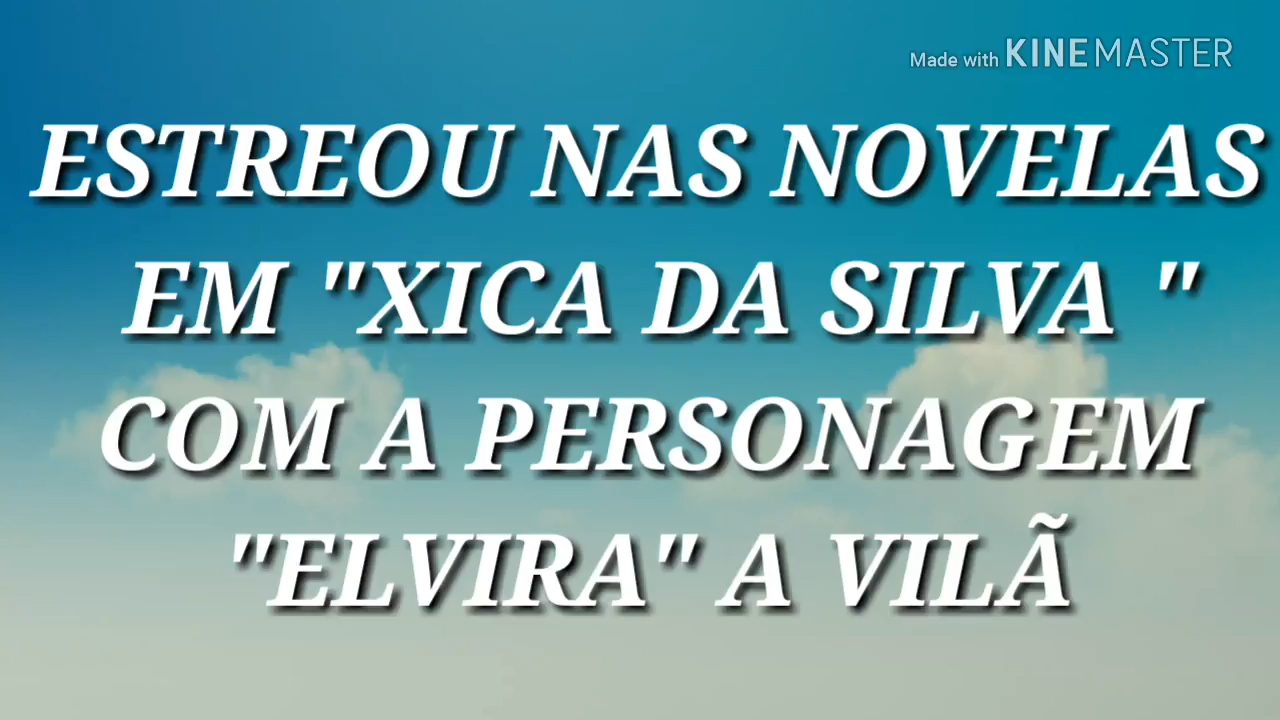 Made with KINEMASTER
ESTREOU NAS NOVELAS
EM "XICA DA SILVA "
COM A PERSONAGEM
"ELVIRA" A VILÃ